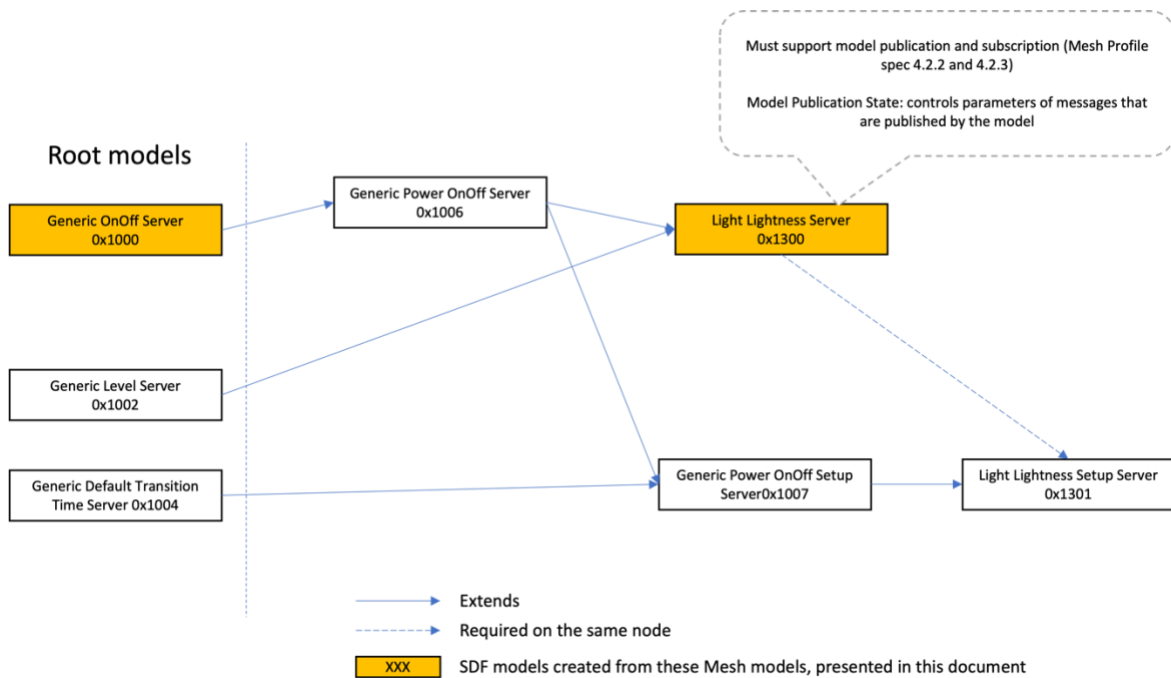 Must support model publication and subscription (Mesh Profile
spec 4.2.2 and 4.2.3)
Model Publication State: controls parameters of messages that
are published by the model
Root models
Generic OnOff Server
0x1000
Generic Power OnOff Server
0x1006
Light Lightness Server
0x1300
Generic Level Server
0x1002
Generic Default Transition
Time Server 0x1004
Generic Power OnOff Setup
Server0x1007
Light Lightness Setup Server
0x1301
Extends
Required on the same node
XXX SDF models created from these Mesh models, presented in this document